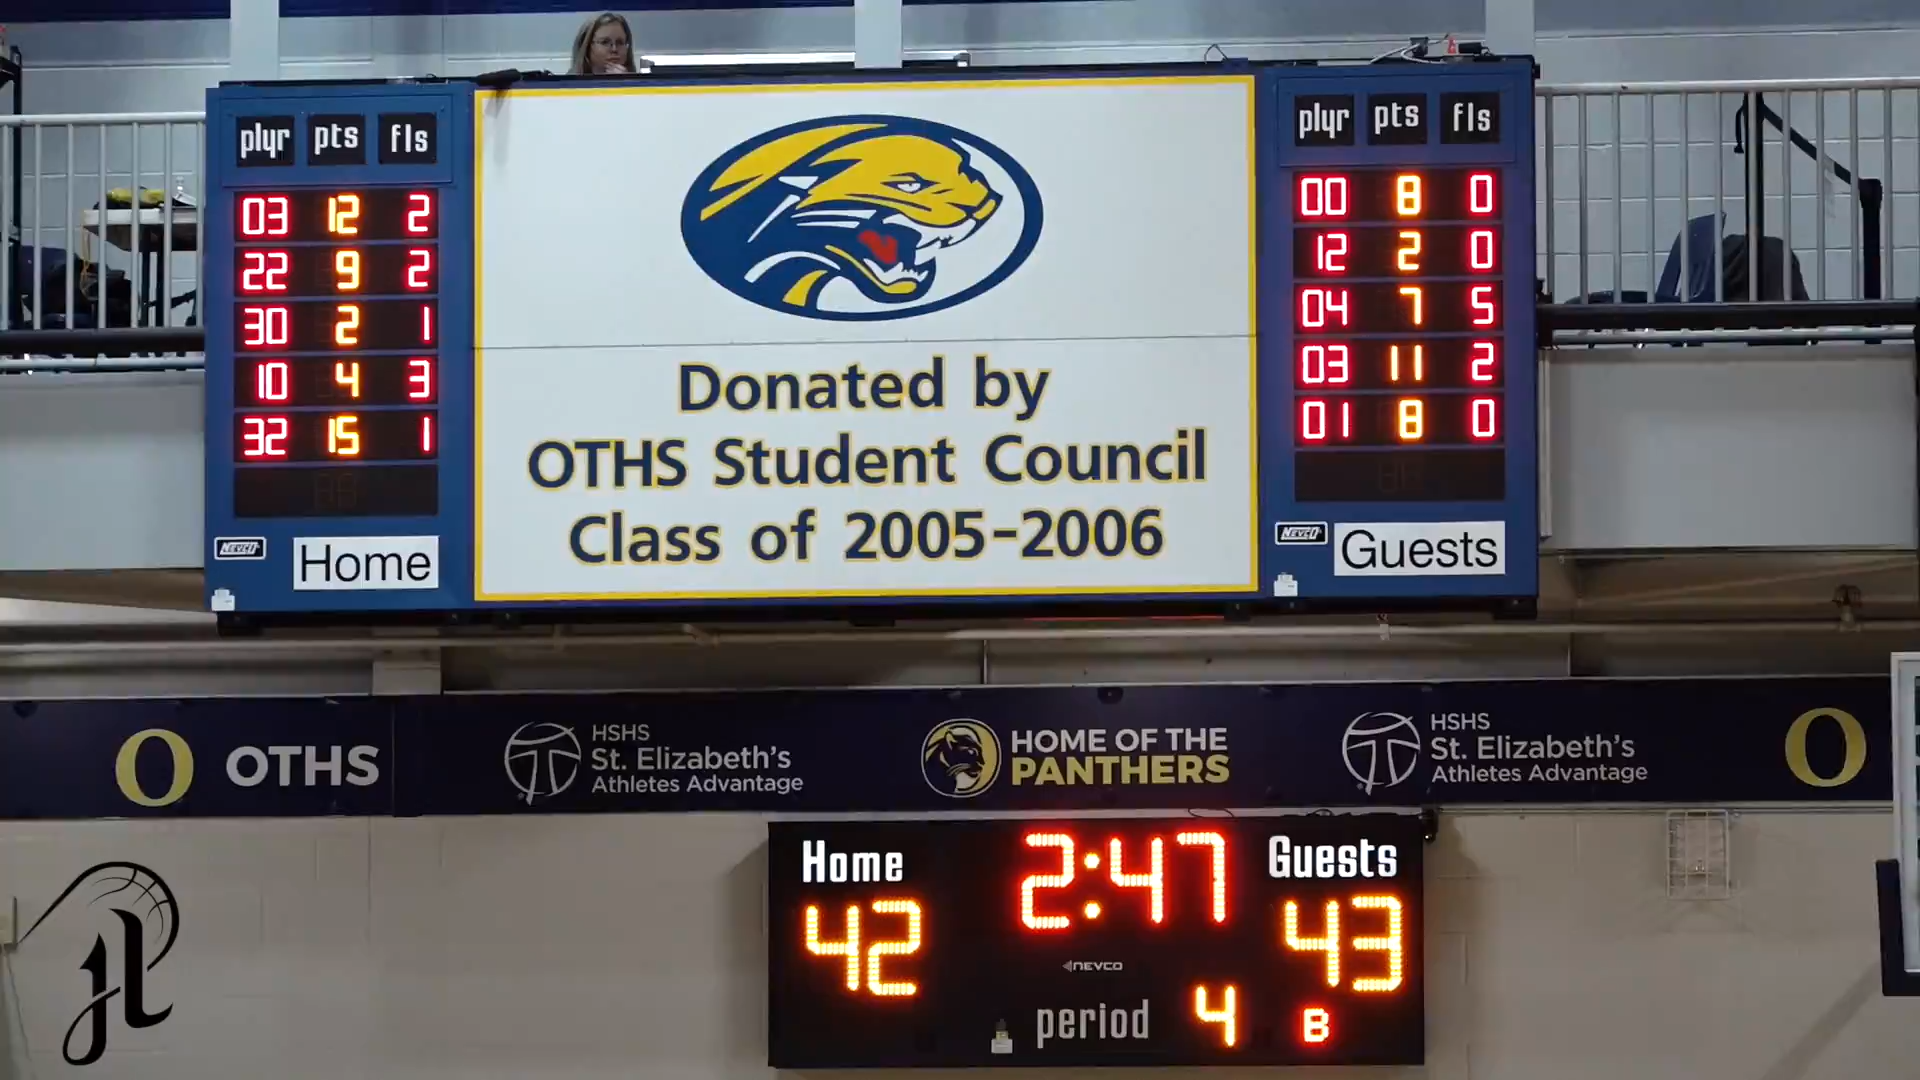 plyr pts fls
03 12 2
22 9 2
30 2 1
10 4 3
32 15 1
NEVCO
Home
Donated by
OTHS Student Council
Class of 2005-2006
plyr pts fls
00 8 0
12 2 0
04 7 5
03 11 2
01 8 0
NEVCO
Guests
O OTHS
HSHS
St. Elizabeth's
Athletes Advantage
HOME OF THE
PANTHERS
HSHS
St. Elizabeth's
Athletes Advantage
O
Home 2:47 Guests
42 43
NEVCO
period 4 B
JL